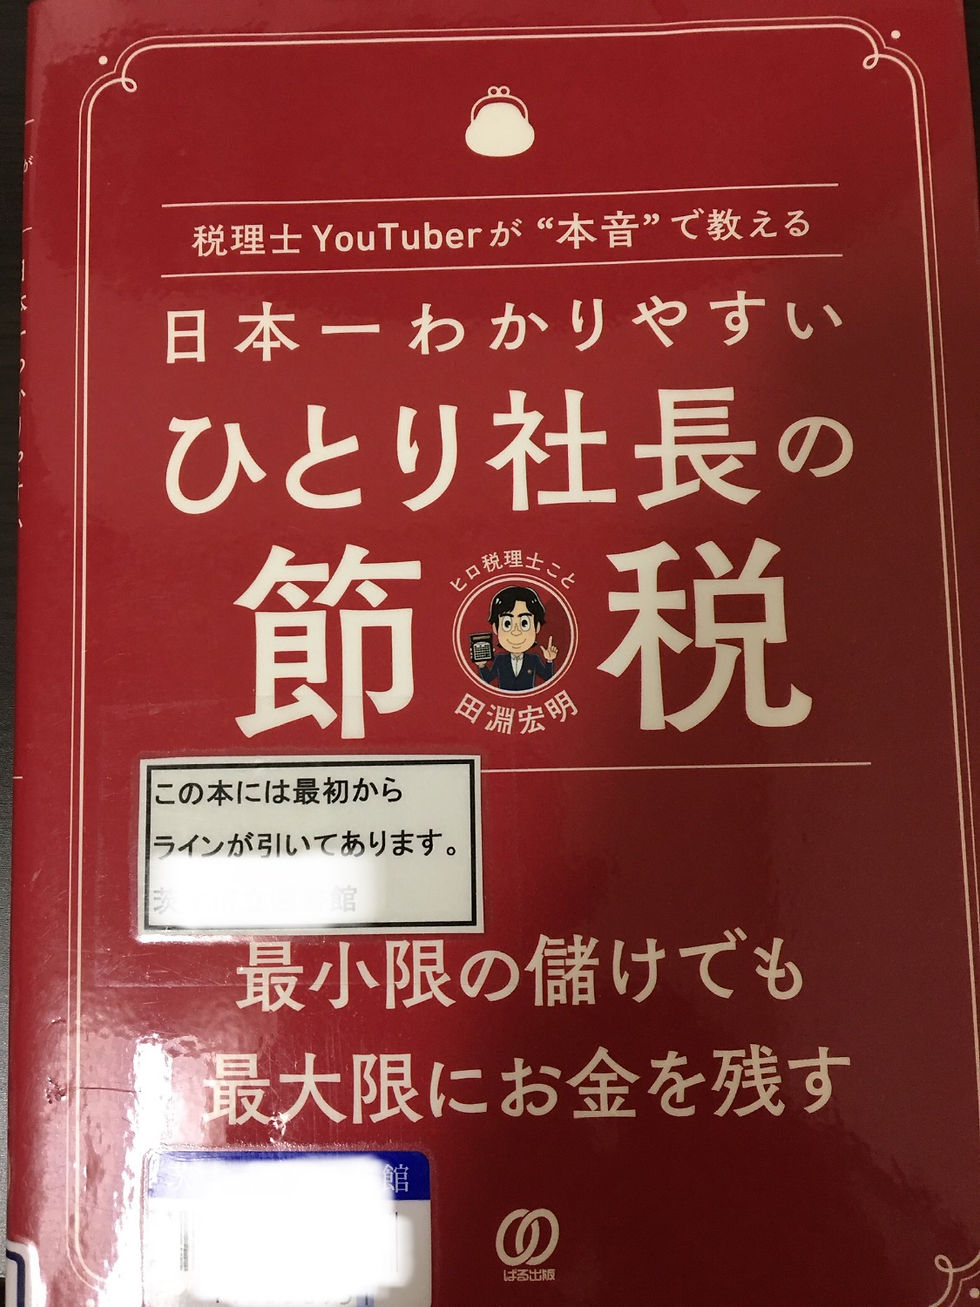 税理士YouTuberが“本音”で教える
日本一わかりやすい
ひとり社長の
節税
ヒロ税理士こと
田淵宏明
この本には最初から
ラインが引いてあります。
館
最小限の儲けでも
最大限にお金を残す
館
ぱる出版